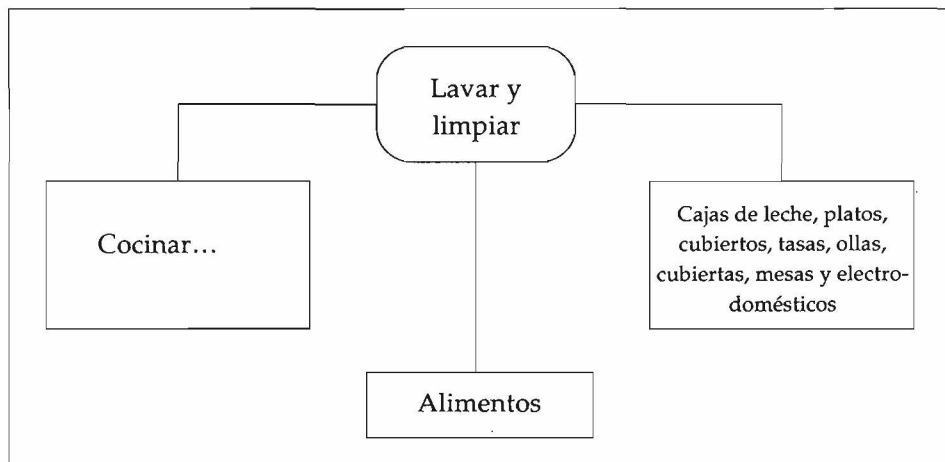 Lavar y
limpiar
Cocinar...
Cajas de leche, platos,
cubiertos, tasas, ollas,
cubiertas, mesas y electro-
domésticos
Alimentos